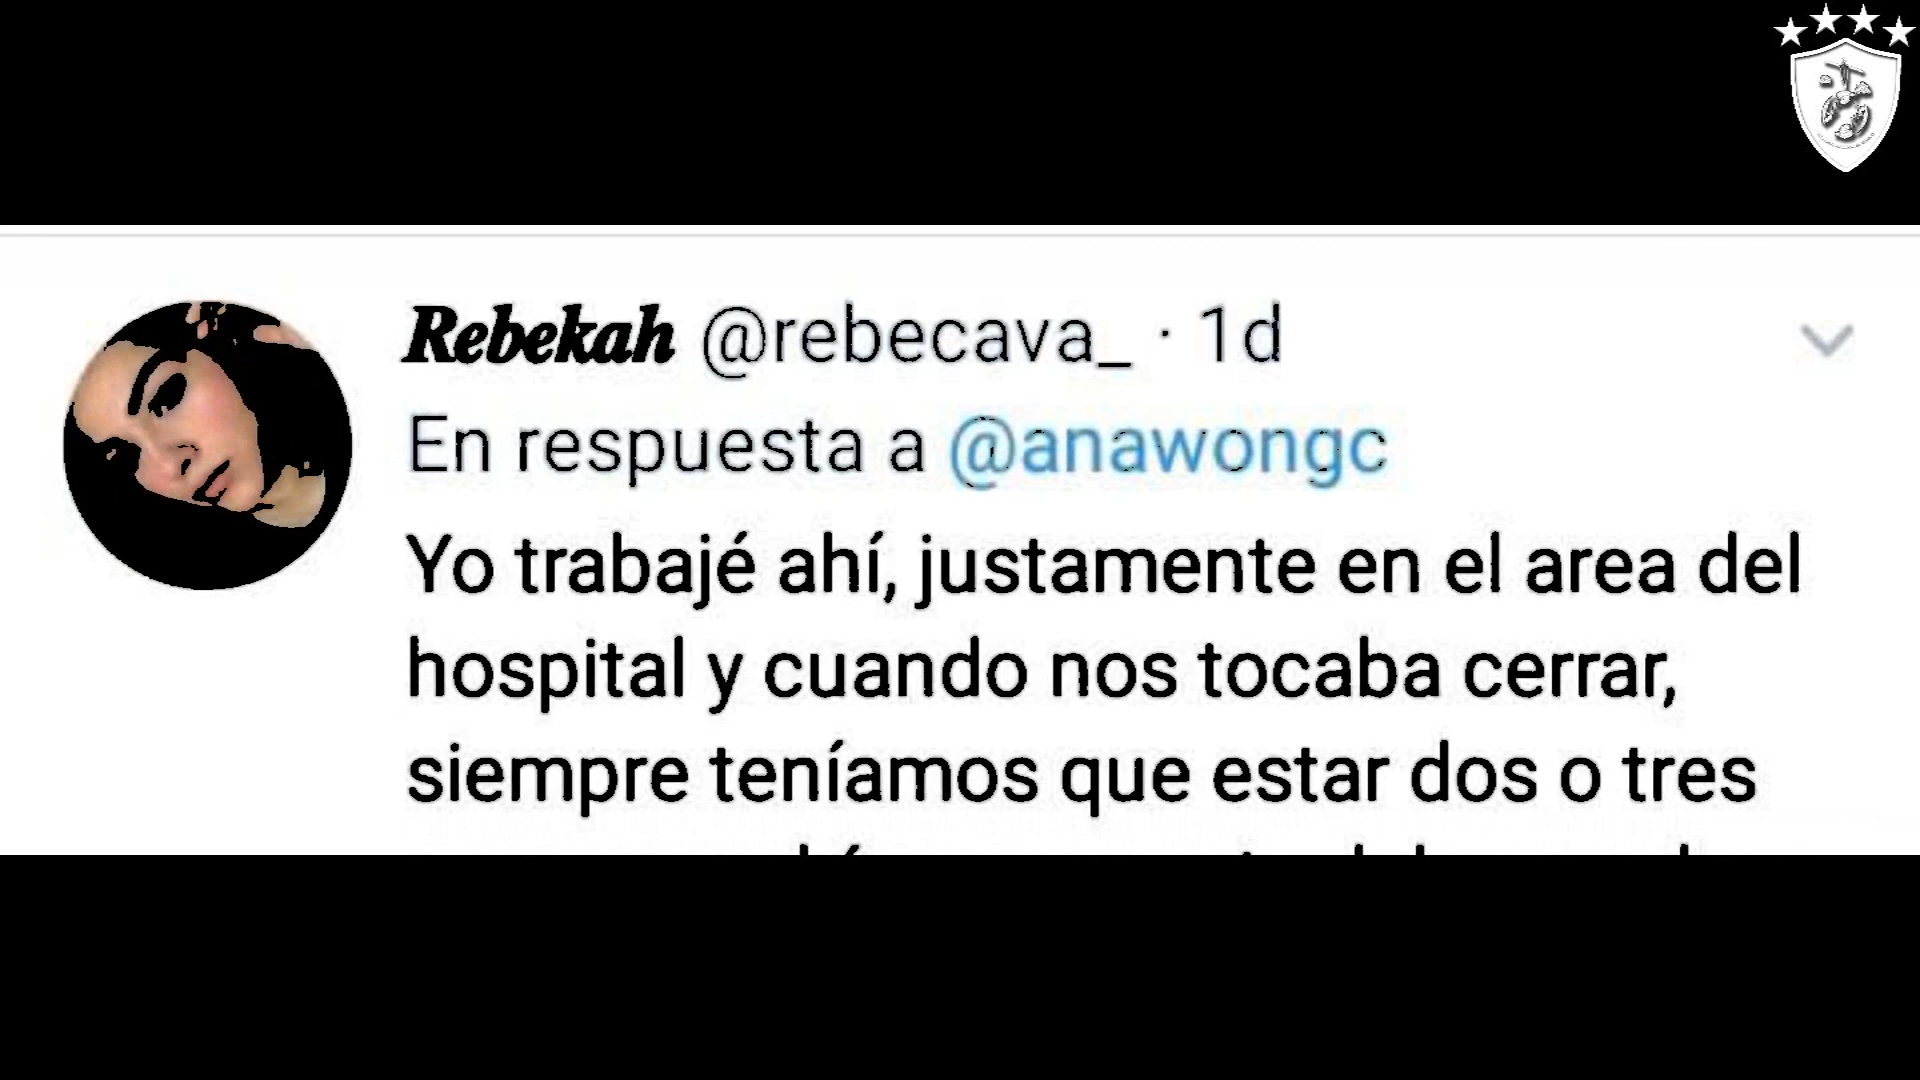 Rebekah @rebecava_ · 1d
En respuesta a @anawongc
Yo trabajé ahí, justamente en el area del
hospital y cuando nos tocaba cerrar,
siempre teníamos que estar dos o tres